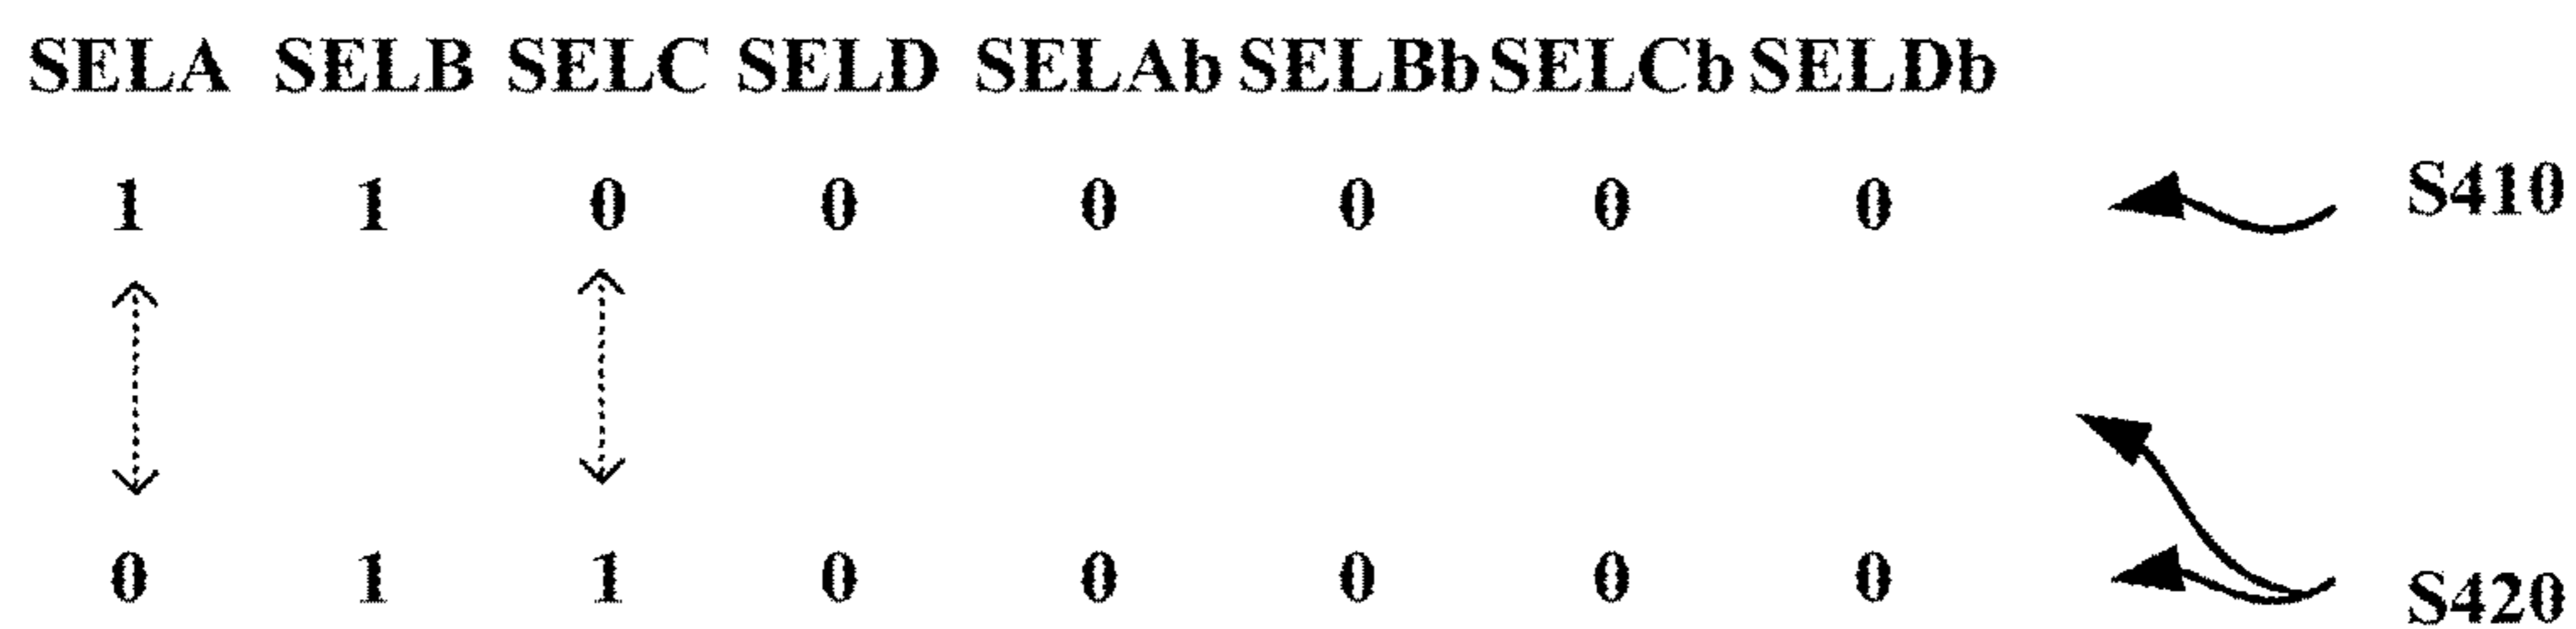 SELA SELB SELC SELD SELAb SELBb SELCb SELDb
1 1 0 0 0 0 0 0 S410
0 1 1 0 0 0 0 0 S420